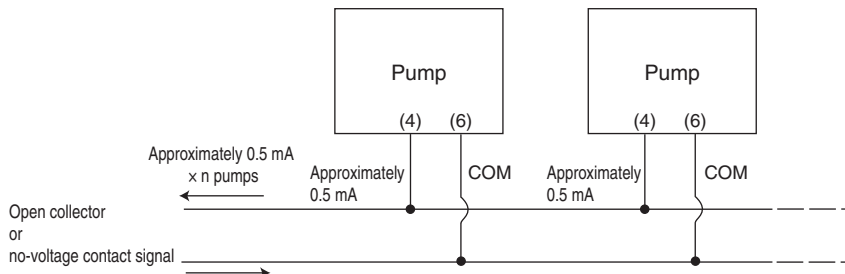 Pump
Pump
(4) (6)
(4) (6)
Approximately 0.5 mA
× n pumps
Approximately
0.5 mA
COM
Approximately
0.5 mA
COM
Open collector
or
no-voltage contact signal